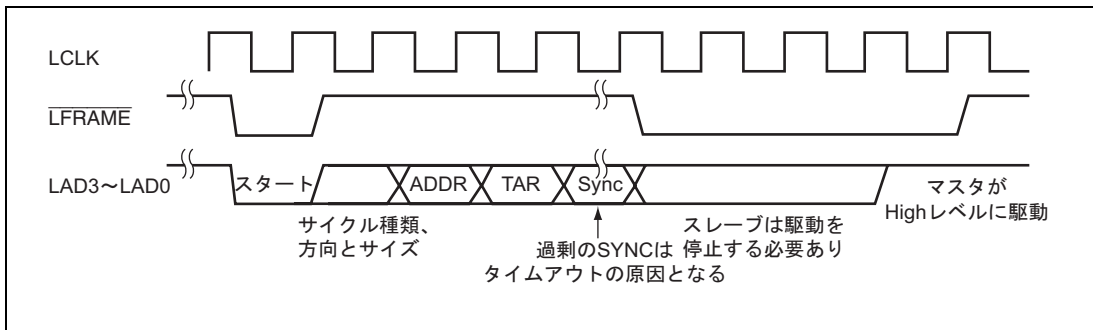 LCLK
LFRAME
LAD3～LAD0
スタート
ADDR
TAR
Sync
サイクル種類、
方向とサイズ
過剰のSYNCは
タイムアウトの原因となる
スレーブは駆動を
停止する必要あり
マスタが
Highレベルに駆動